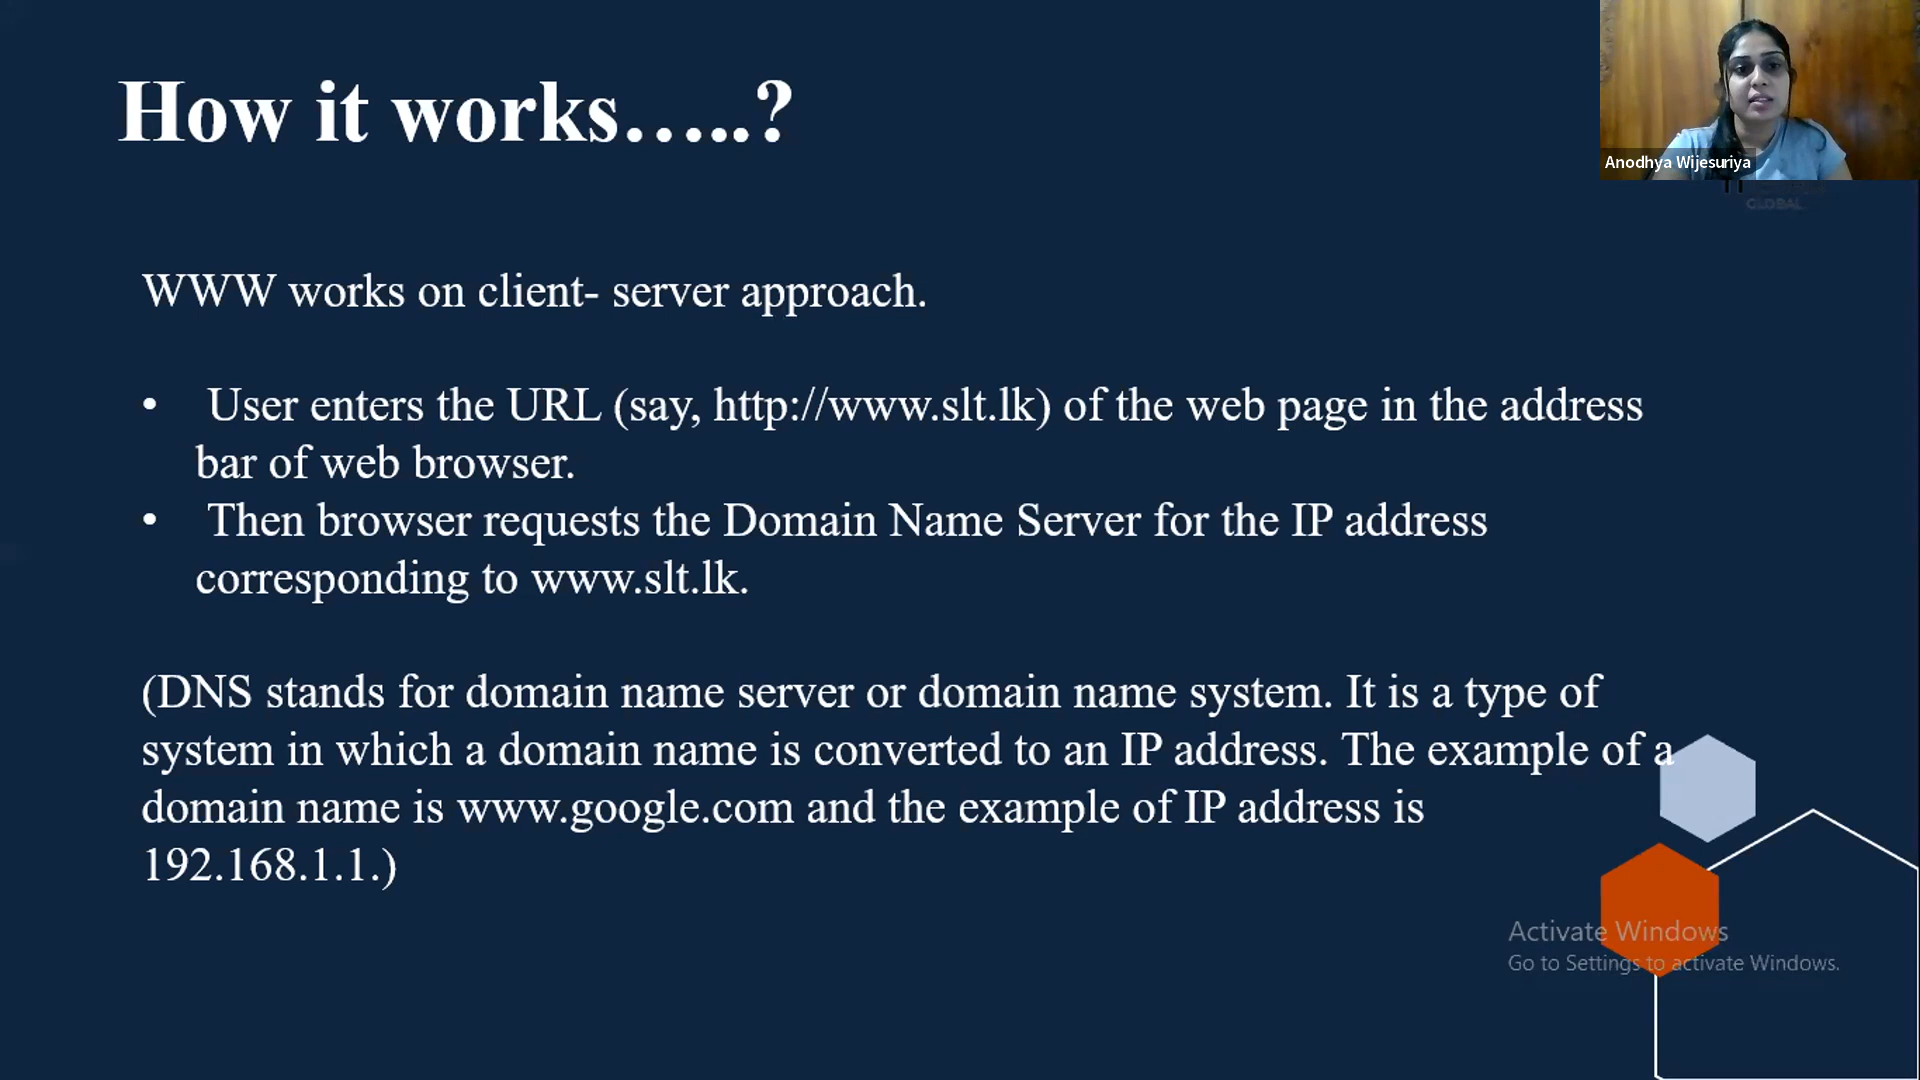 How it works…..?
Anodhya Wijesuriya
GLOBAL
WWW works on client- server approach.
• User enters the URL (say, http://www.slt.lk) of the web page in the address
bar of web browser.
• Then browser requests the Domain Name Server for the IP address
corresponding to www.slt.lk.
(DNS stands for domain name server or domain name system. It is a type of
system in which a domain name is converted to an IP address. The example of a
domain name is www.google.com and the example of IP address is
192.168.1.1.)
Activate Windows
Go to Settings to activate Windows.